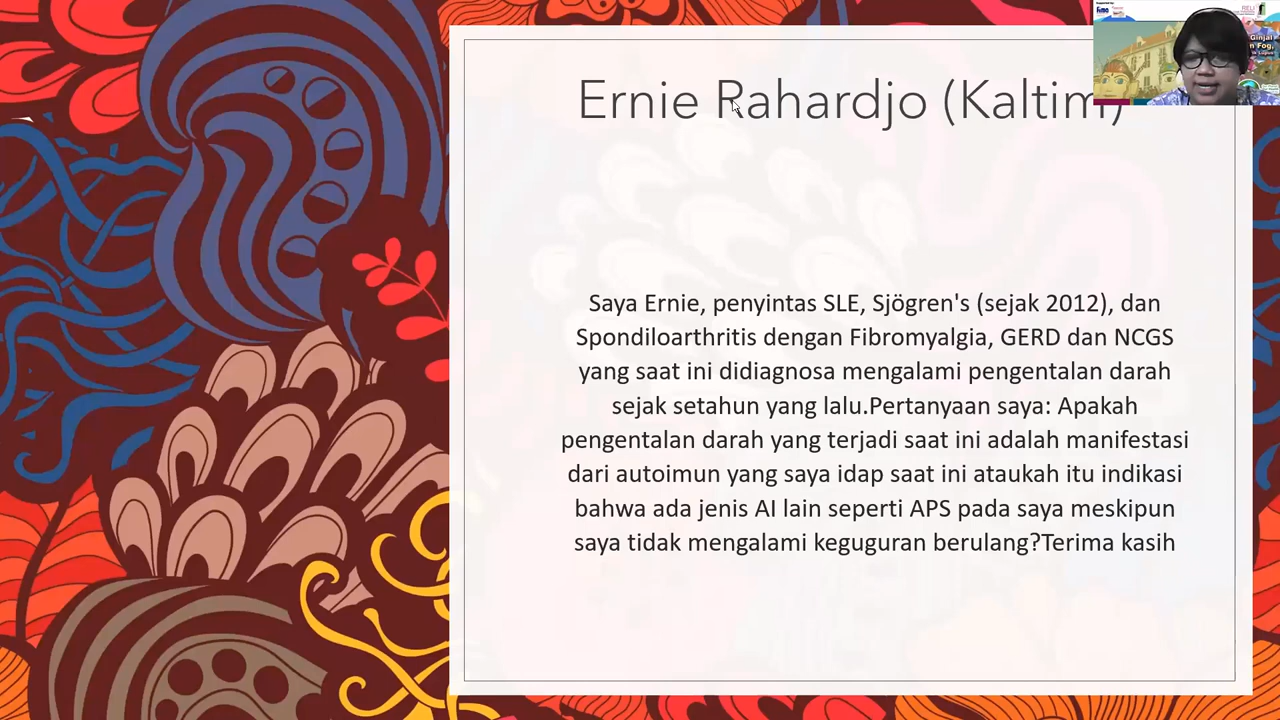 Ernie Rahardjo (Kaltim)
Saya Ernie, penyintas SLE, Sjögren's (sejak 2012), dan
Spondiloarthritis dengan Fibromyalgia, GERD dan NCGS
yang saat ini didiagnosa mengalami pengentalan darah
sejak setahun yang lalu.Pertanyaan saya: Apakah
pengentalan darah yang terjadi saat ini adalah manifestasi
dari autoimun yang saya idap saat ini ataukah itu indikasi
bahwa ada jenis AI lain seperti APS pada saya meskipun
saya tidak mengalami keguguran berulang?Terima kasih
RELI
Ginjal
n Fog,